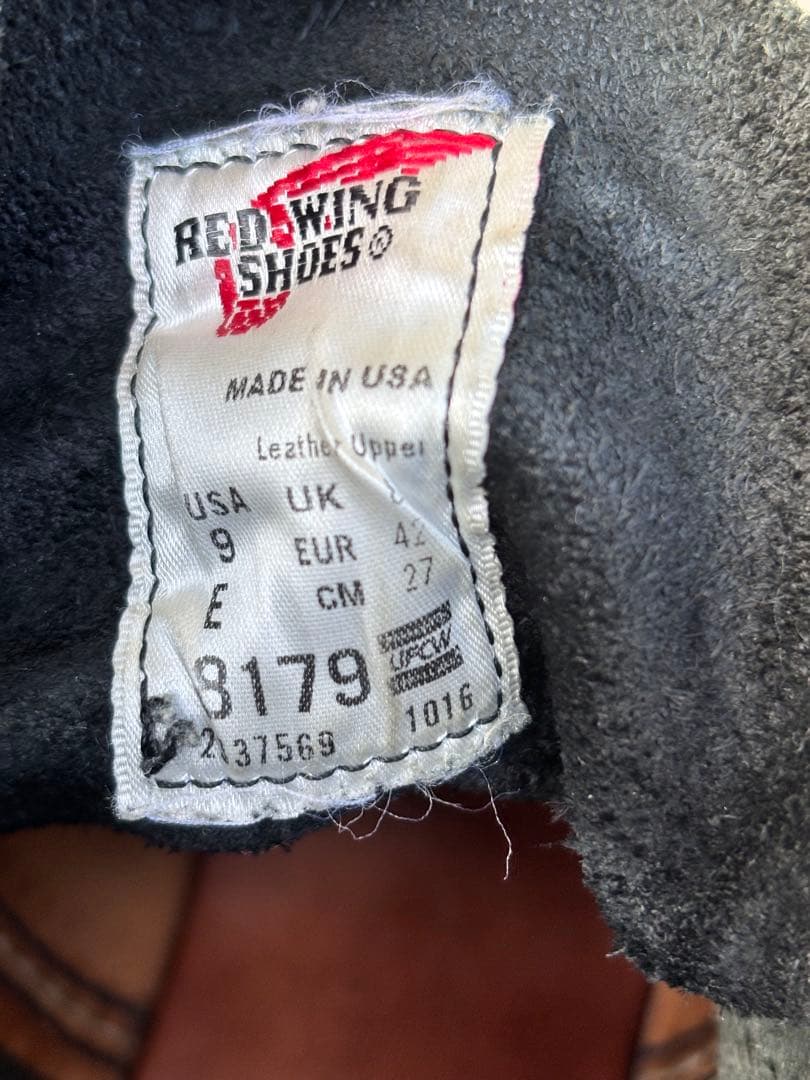 RED WING
SHOES®
MADE IN USA
Leather Upper
USA UK
9 EUR 42
E CM 27
8179 UFCW
2\37569 1016